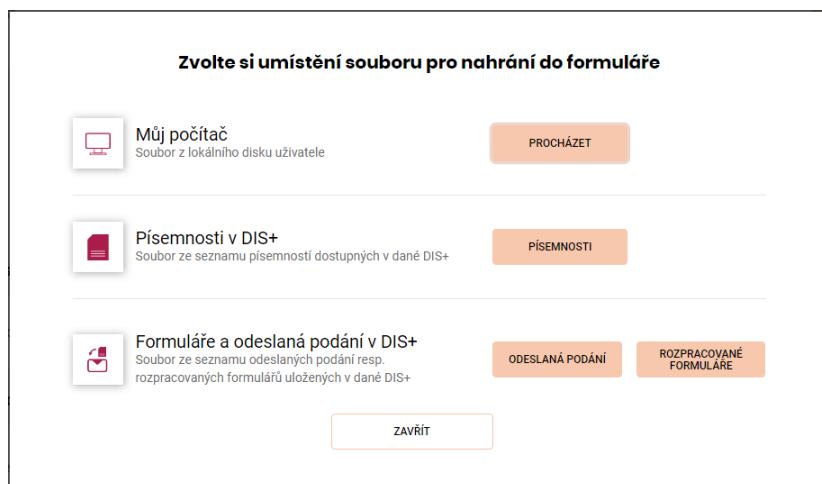 Zvolte si umístění souboru pro nahrání do formuláře
Můj počítač
Soubor z lokálního disku uživatele
PROCHÁZET
Písemnosti v DIS+
Soubor ze seznamu písemností dostupných v dané DIS+
PÍSEMNOSTI
Formuláře a odeslaná podání v DIS+
Soubor ze seznamu odeslaných podání resp.
rozpracovaných formulářů uložených v dané DIS+
ODESLANÁ PODÁNÍ
ROZPRACOVANÉ
FORMULÁŘE
ZAVŘÍT